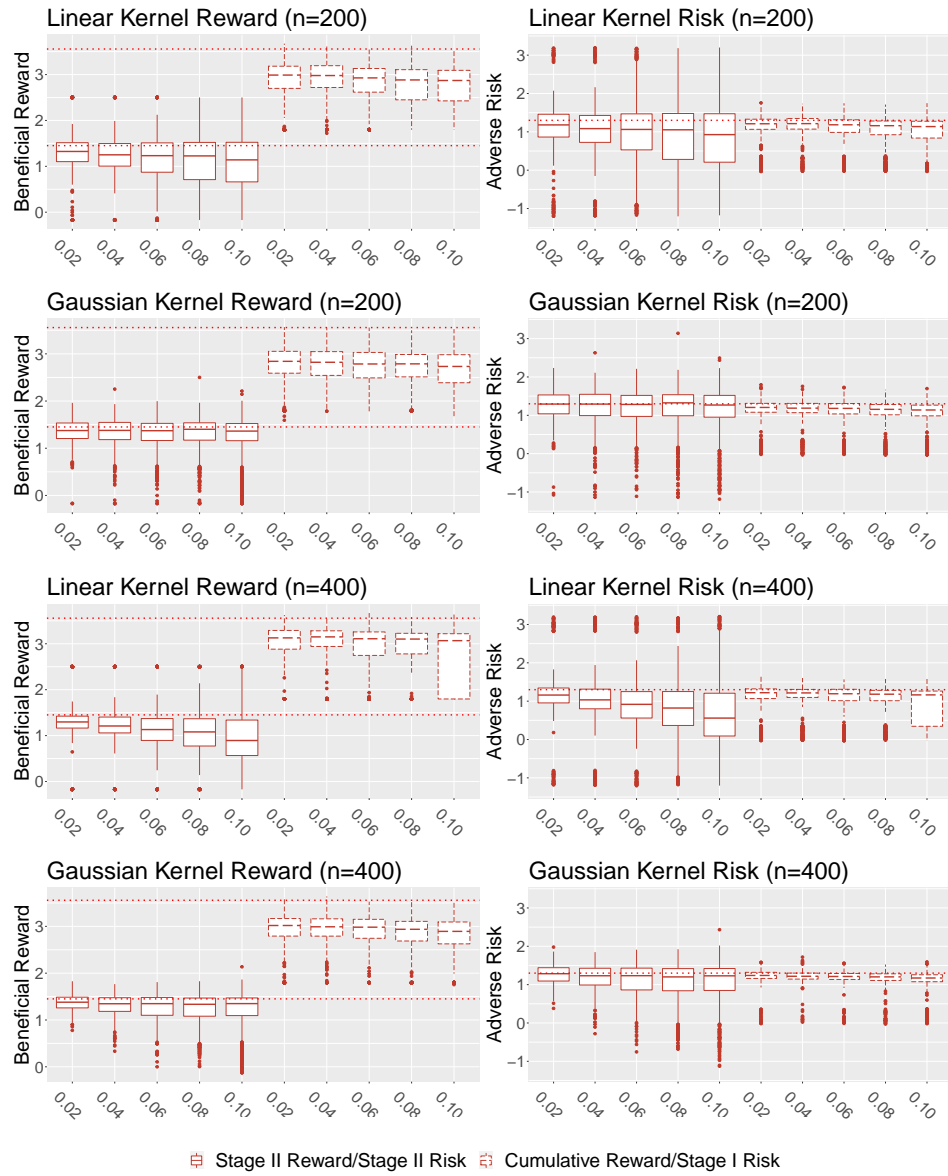 Linear Kernel Reward (n=200)
Beneficial Reward
3
2
1
0
0.02 0.04 0.06 0.08 0.10 0.02 0.04 0.06 0.08 0.10
Linear Kernel Risk (n=200)
Adverse Risk
3
2
1
0
−1
0.02 0.04 0.06 0.08 0.10 0.02 0.04 0.06 0.08 0.10
Gaussian Kernel Reward (n=200)
Beneficial Reward
3
2
1
0
0.02 0.04 0.06 0.08 0.10 0.02 0.04 0.06 0.08 0.10
Gaussian Kernel Risk (n=200)
Adverse Risk
3
2
1
0
−1
0.02 0.04 0.06 0.08 0.10 0.02 0.04 0.06 0.08 0.10
Linear Kernel Reward (n=400)
Beneficial Reward
3
2
1
0
0.02 0.04 0.06 0.08 0.10 0.02 0.04 0.06 0.08 0.10
Linear Kernel Risk (n=400)
Adverse Risk
3
2
1
0
−1
0.02 0.04 0.06 0.08 0.10 0.02 0.04 0.06 0.08 0.10
Gaussian Kernel Reward (n=400)
Beneficial Reward
3
2
1
0
0.02 0.04 0.06 0.08 0.10 0.02 0.04 0.06 0.08 0.10
Gaussian Kernel Risk (n=400)
Adverse Risk
3
2
1
0
−1
0.02 0.04 0.06 0.08 0.10 0.02 0.04 0.06 0.08 0.10
Stage II Reward/Stage II Risk Cumulative Reward/Stage I Risk